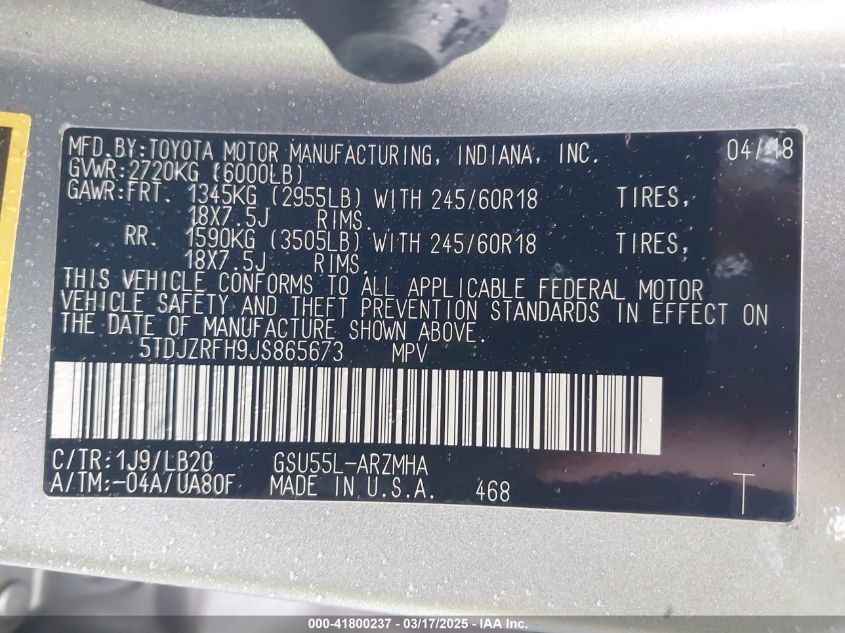 MFD. BY: TOYOTA MOTOR MANUFACTURING, INDIANA, INC. 04/18
GVWR: 2720KG (6000LB)
GAWR: FRT. 1345KG (2955LB) WITH 245/60R18 TIRES,
18X7.5J RIMS.
RR. 1590KG (3505LB) WITH 245/60R18 TIRES,
18X7.5J RIMS.
THIS VEHICLE CONFORMS TO ALL APPLICABLE FEDERAL MOTOR
VEHICLE SAFETY AND THEFT PREVENTION STANDARDS IN EFFECT ON
THE DATE OF MANUFACTURE SHOWN ABOVE.
5TDJZRFH9JS865673 MPV
C/TR: 1J9/LB20 GSU55L-ARZMHA
A/TM: -04A/UA80F MADE IN U.S.A. 468 T
000-41800237 - 03/17/2025 - IAA Inc.